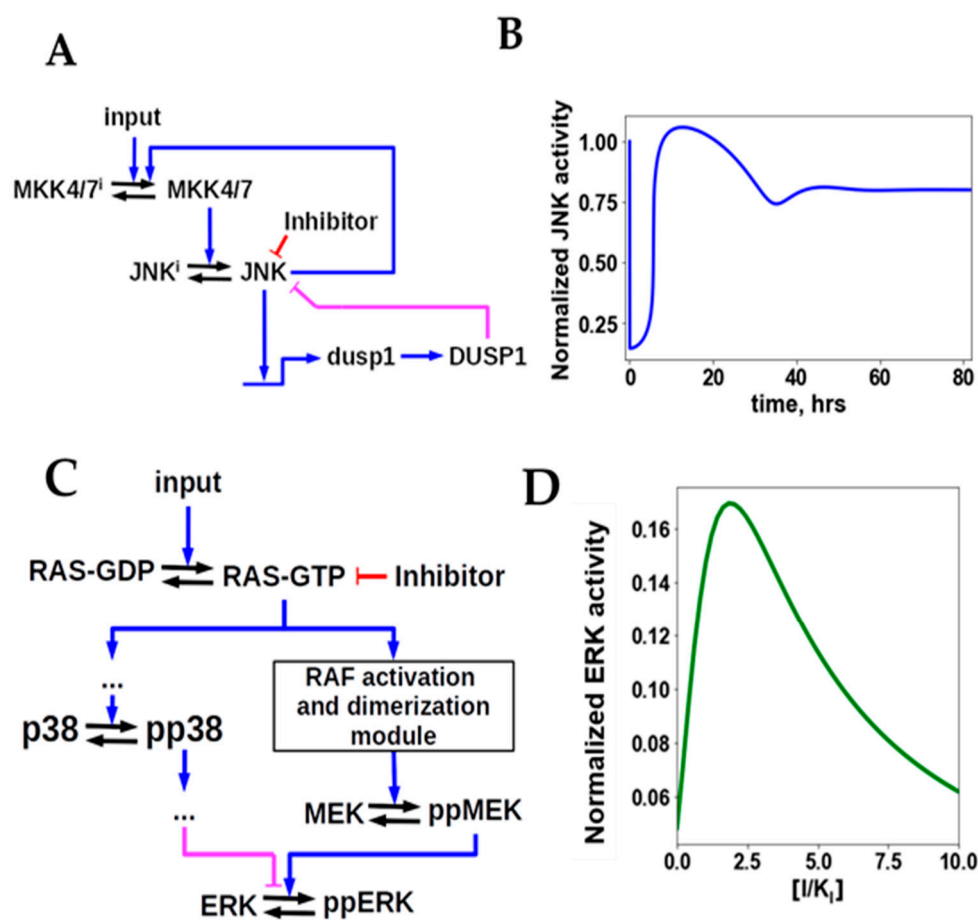 A
input
MKK4/7ⁱ
MKK4/7
Inhibitor
JNKⁱ
JNK
dusp1
DUSP1
B
Normalized JNK activity
1.00
0.75
0.50
0.25
0
20
40
60
80
time, hrs
C
input
RAS-GDP
RAS-GTP
Inhibitor
...
RAF activation
and dimerization
module
p38
pp38
...
MEK
ppMEK
ERK
ppERK
D
Normalized ERK activity
0.16
0.14
0.12
0.10
0.08
0.06
0.0
2.5
5.0
7.5
10.0
[I/K_I]